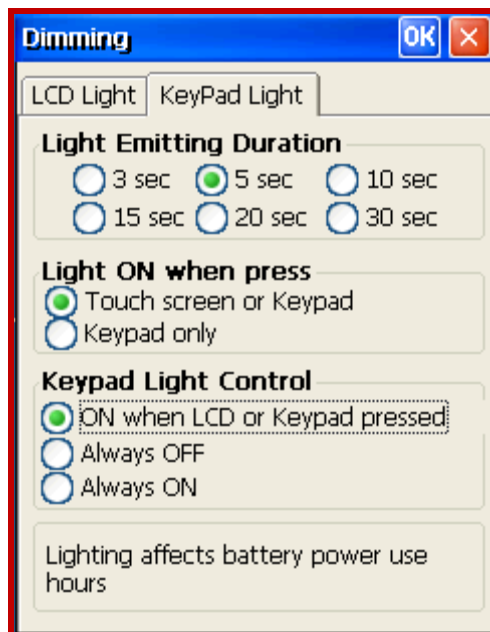 Dimming OK
LCD Light KeyPad Light
Light Emitting Duration
3 sec 5 sec 10 sec
15 sec 20 sec 30 sec
Light ON when press
Touch screen or Keypad
Keypad only
Keypad Light Control
ON when LCD or Keypad pressed
Always OFF
Always ON
Lighting affects battery power use
hours